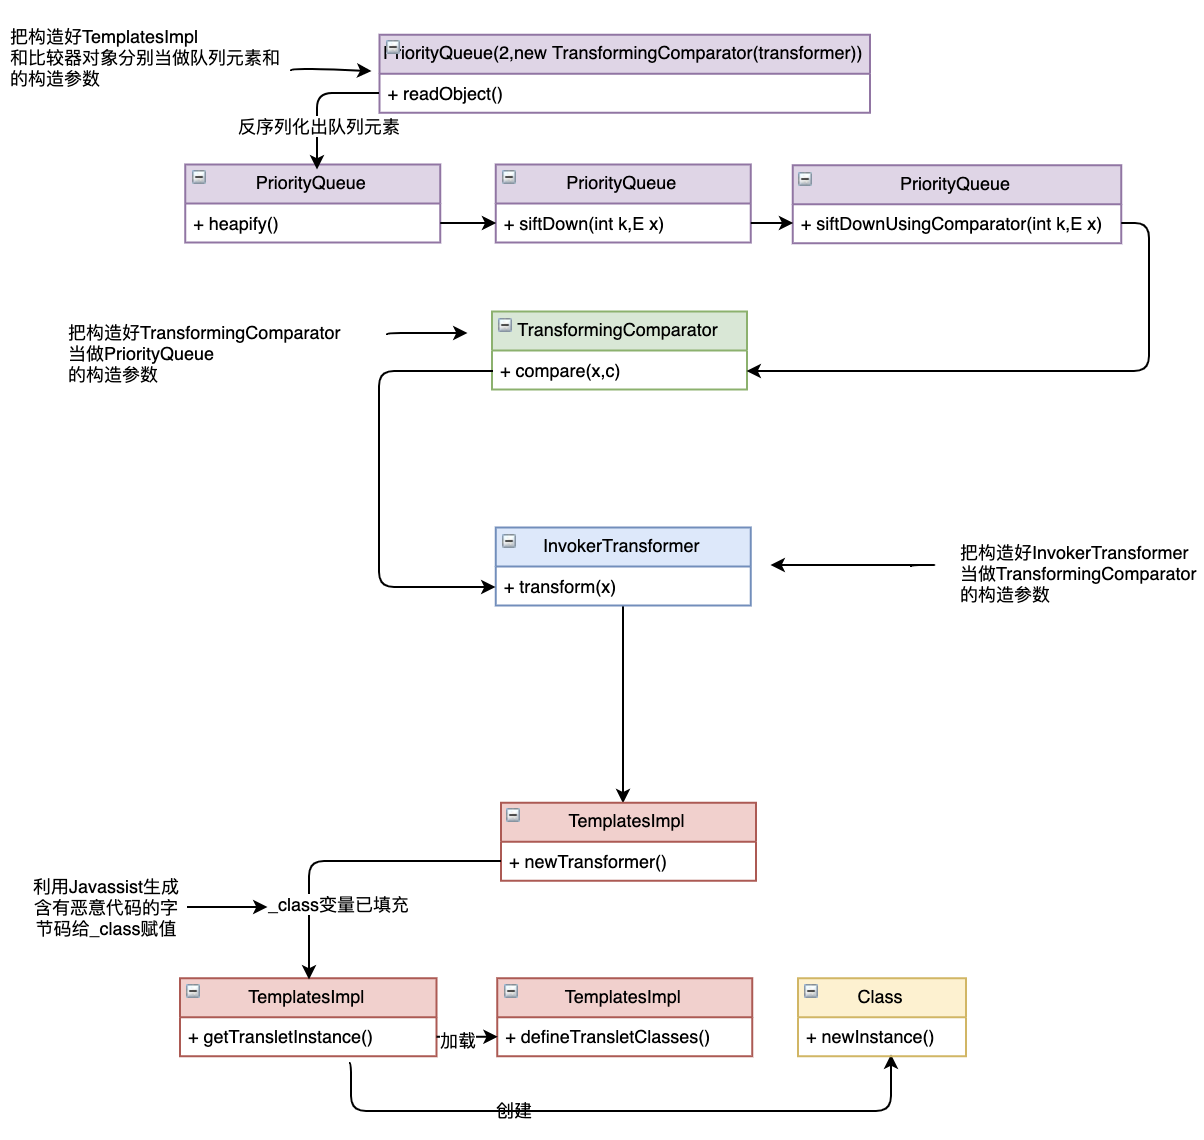 把构造好TemplatesImpl
和比较器对象分别当做队列元素和
的构造参数
PriorityQueue(2,new TransformingComparator(transformer))
+ readObject()
反序列化出队列元素
PriorityQueue
+ heapify()
PriorityQueue
+ siftDown(int k,E x)
PriorityQueue
+ siftDownUsingComparator(int k,E x)
把构造好TransformingComparator
当做PriorityQueue
的构造参数
TransformingComparator
+ compare(x,c)
InvokerTransformer
+ transform(x)
把构造好InvokerTransformer
当做TransformingComparator
的构造参数
TemplatesImpl
+ newTransformer()
利用Javassist生成
含有恶意代码的字
节码给_class赋值
_class变量已填充
TemplatesImpl
+ getTransletInstance()
加载
TemplatesImpl
+ defineTransletClasses()
Class
+ newInstance()
创建